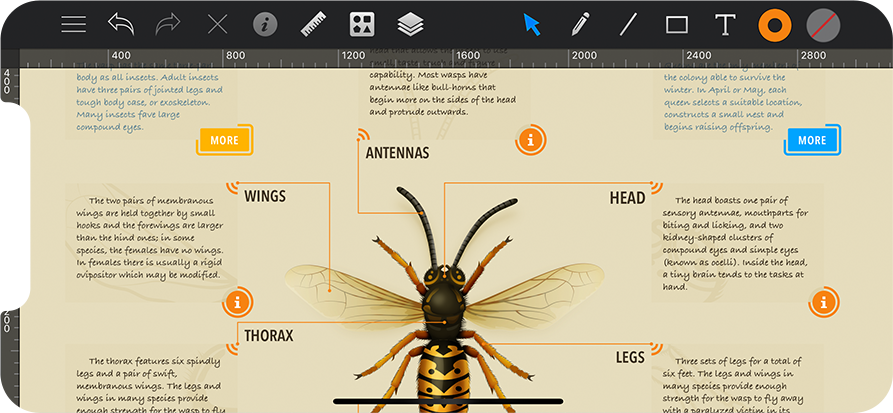 400 800 1200 1600 2000 2400 2800
400
body as all insects. Adult insects
have three pairs of jointed legs and
tough body case, or exoskeleton.
Many insects fave large
compound eyes.
MORE
capability. Most wasps have
antennae like bull-horns that
begin more on the sides of the head
and protrude outwards.
i
ANTENNAS
the colony able to survive the
winter. In April or May, each
queen selects a suitable location,
constructs a small nest and
begins raising offspring.
MORE
WINGS
The two pairs of membranous
wings are held together by small
hooks and the forewings are larger
than the hind ones; in some
species, the females have no wings.
In females there is usually a rigid
ovipositor which may be modified.
i
HEAD
The head boasts one pair of
sensory antennae, mouthparts for
biting and licking, and two
kidney-shaped clusters of
compound eyes and simple eyes
(known as ocelli). Inside the head,
a tiny brain tends to the tasks at
hand.
i
THORAX
The thorax features six spindly
legs and a pair of swift,
membranous wings. The legs and
wings in many species provide
enough strength for the wasp to fly
LEGS
Three sets of legs for a total of
six feet. The legs and wings in
many species provide enough
strength for the wasp to fly away
with a paralyzed victim in its